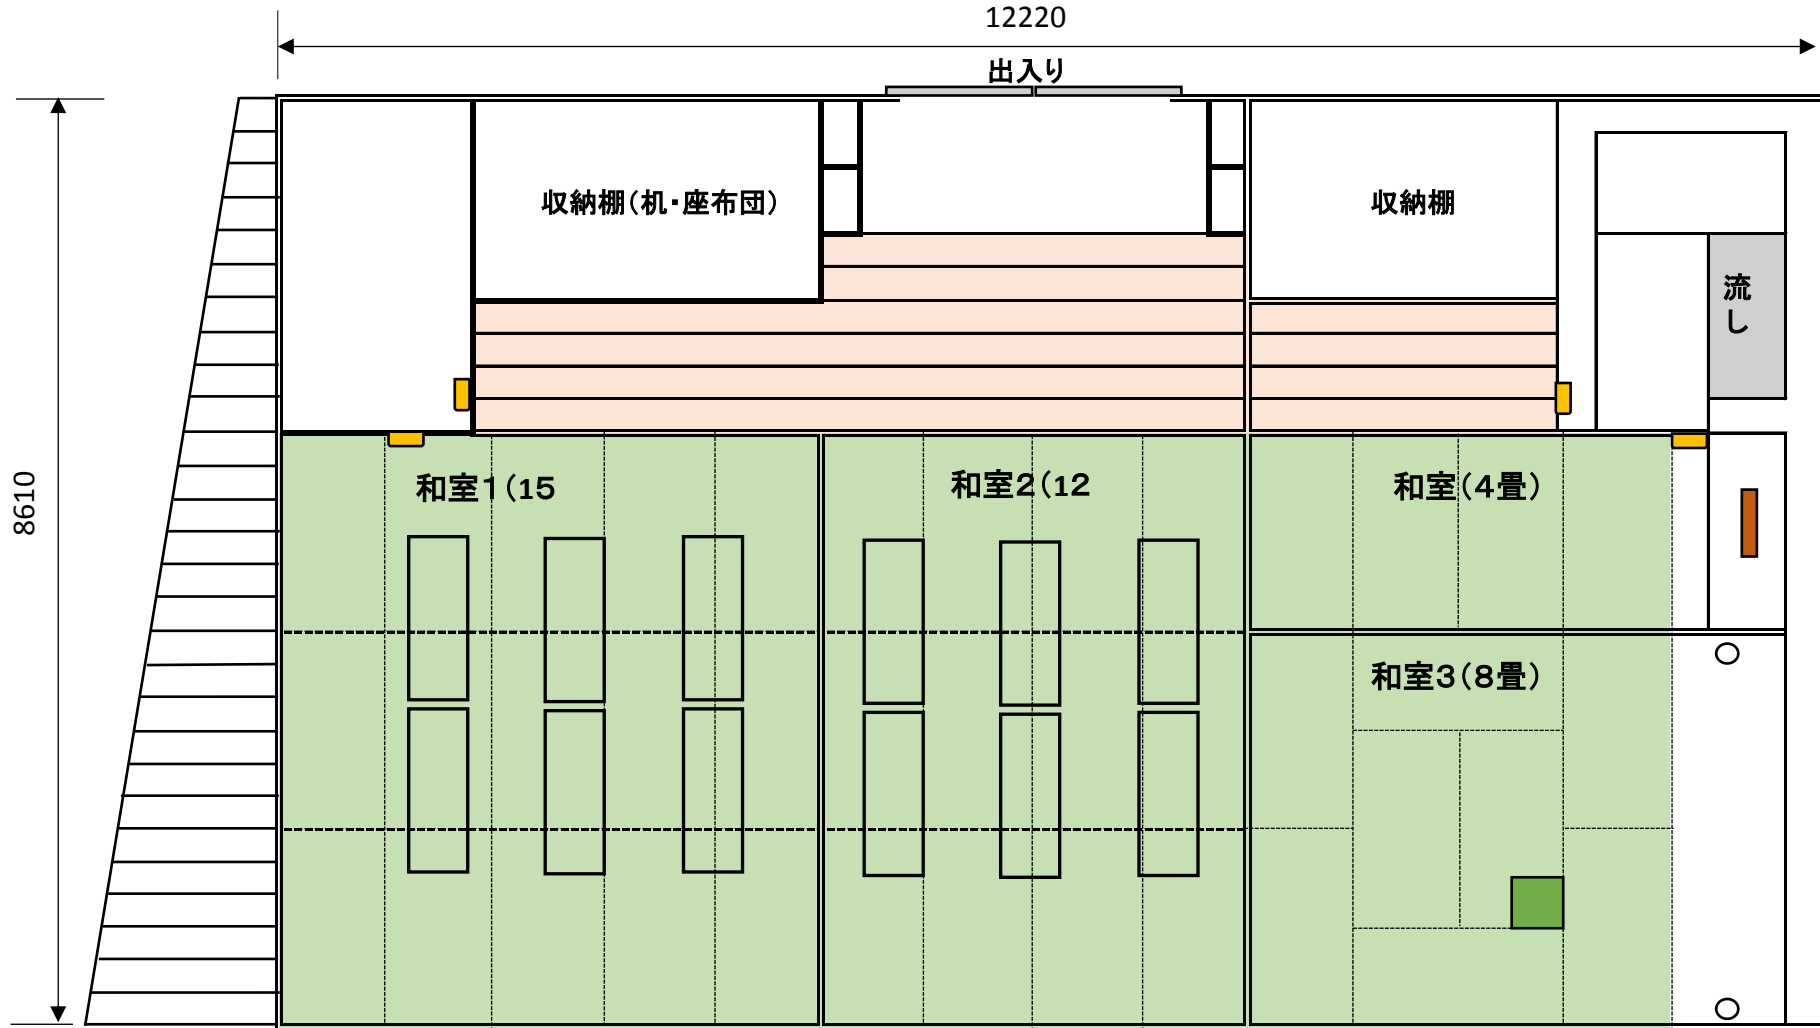 12220
出入り
収納棚(机・座布団)
収納棚
流
し
8610
和室1(15
和室2(12
和室(4畳)
和室3(8畳)